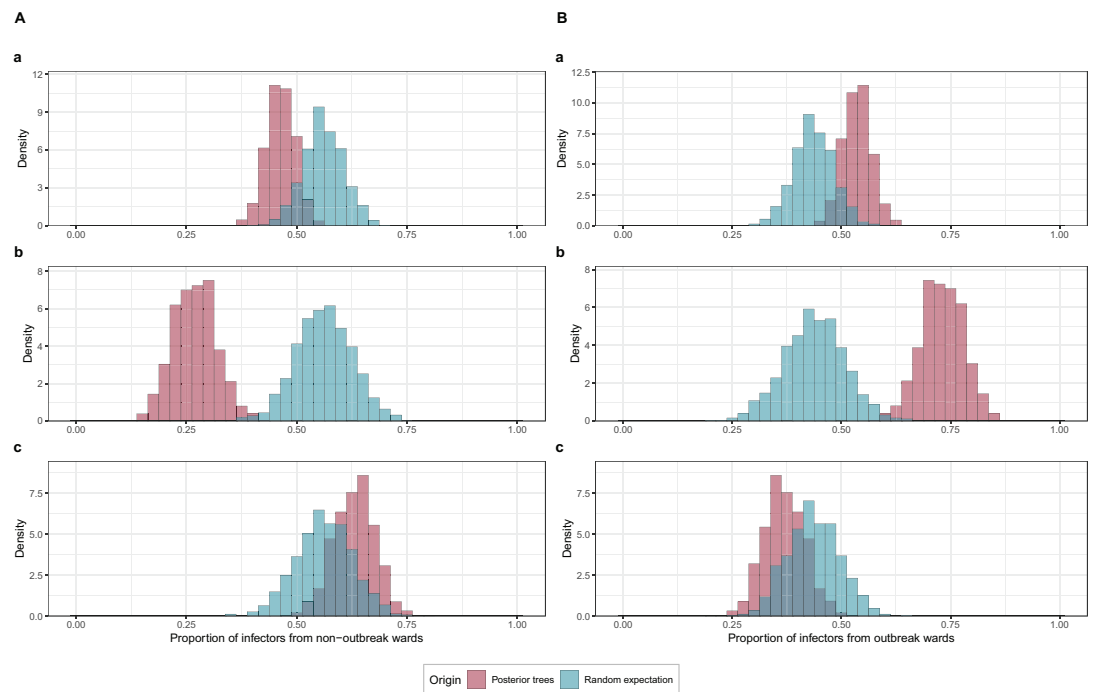 A
B
a
a
Density
12
9
6
3
0
0.00 0.25 0.50 0.75 1.00
Density
12.5
10.0
7.5
5.0
2.5
0.0
0.00 0.25 0.50 0.75 1.00
b
Density
8
6
4
2
0
0.00 0.25 0.50 0.75 1.00
Density
8
6
4
2
0
0.00 0.25 0.50 0.75 1.00
c
Density
7.5
5.0
2.5
0.0
0.00 0.25 0.50 0.75 1.00
Proportion of infectors from non−outbreak wards
Density
7.5
5.0
2.5
0.0
0.00 0.25 0.50 0.75 1.00
Proportion of infectors from outbreak wards
Origin Posterior trees Random expectation